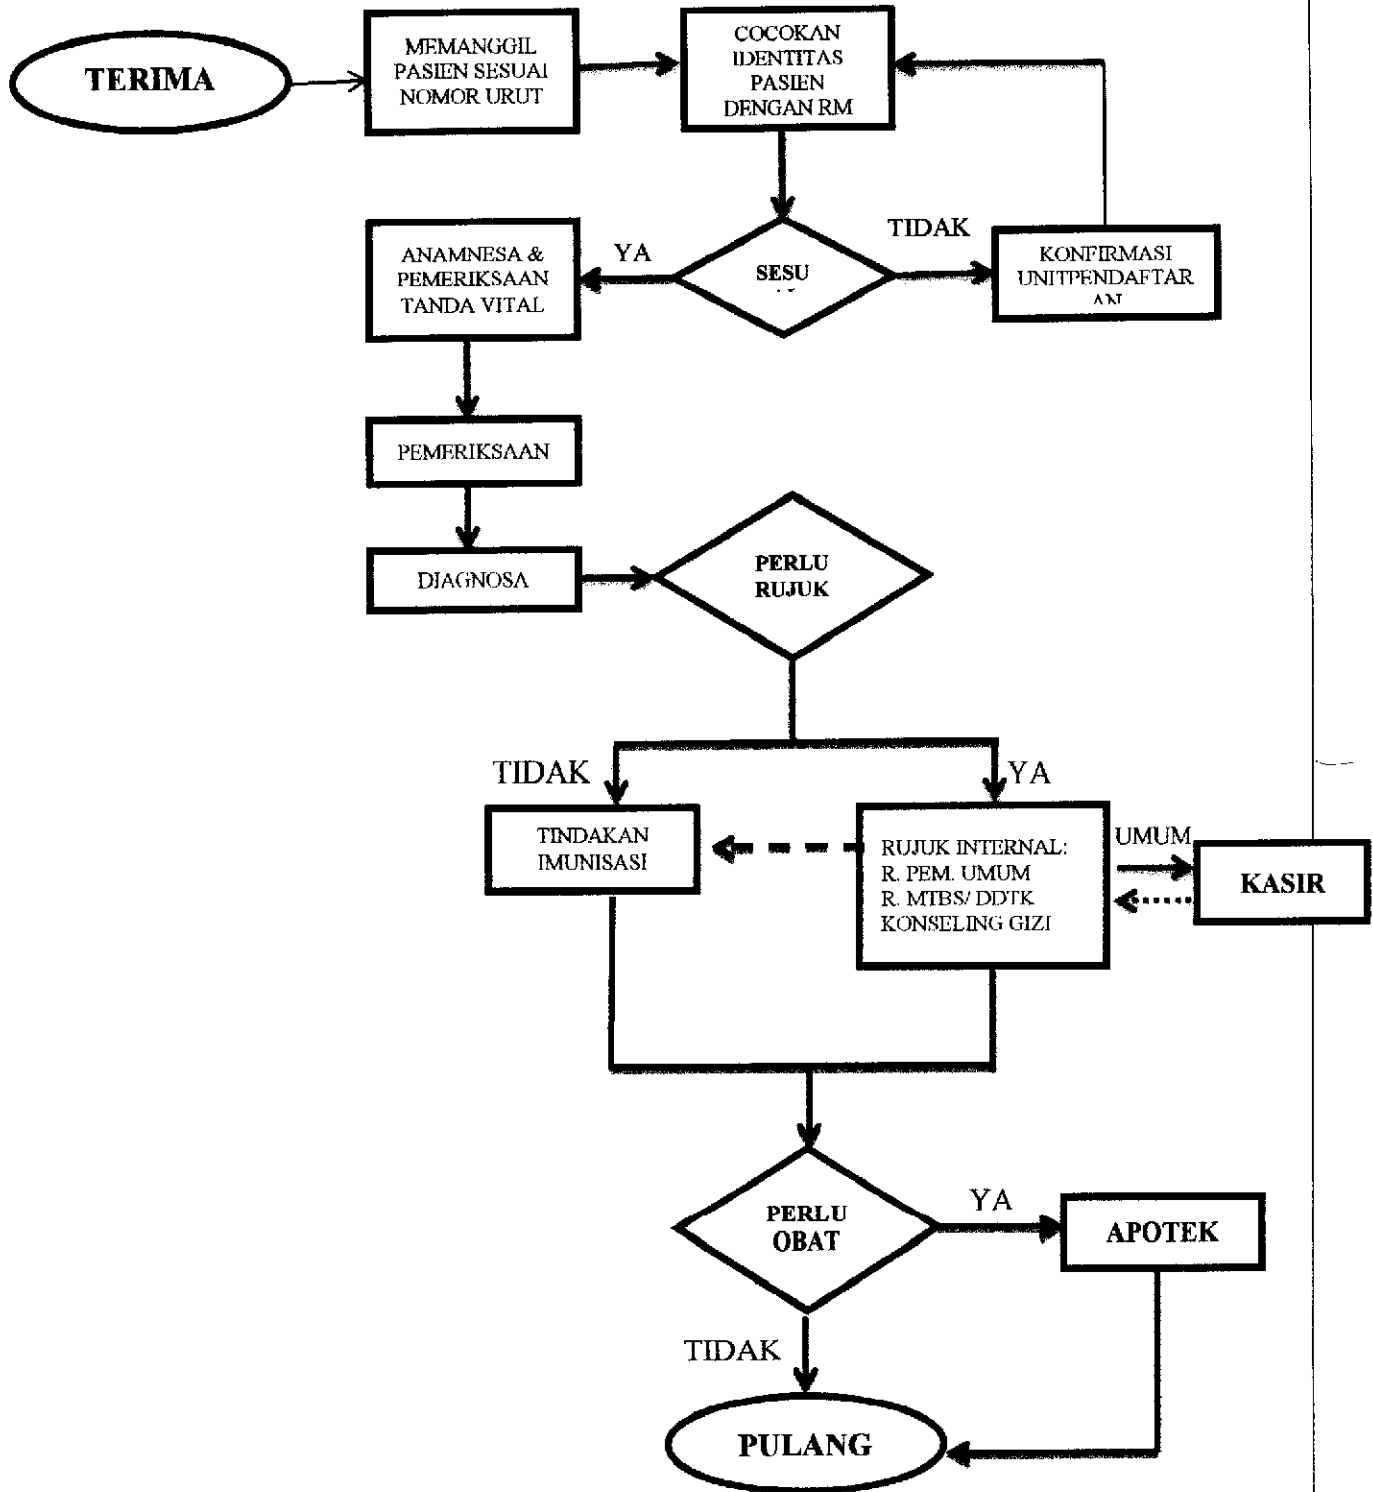 TERIMA
MEMANGGIL
PASIEN SESUAI
NOMOR URUT
COCOKAN
IDENTITAS
PASIEN
DENGAN RM
ANAMNESA &
PEMERIKSAAN
TANDA VITAL
YA
SESU
TIDAK
KONFIRMASI
UNITPENDAFTAR
AN
PEMERIKSAAN
DIAGNOSA
PERLU
RUJUK
TIDAK
YA
TINDAKAN
IMUNISASI
RUJUK INTERNAL:
R. PEM. UMUM
R. MTBS/ DDTK
KONSELING GIZI
UMUM
KASIR
PERLU
OBAT
YA
APOTEK
TIDAK
PULANG